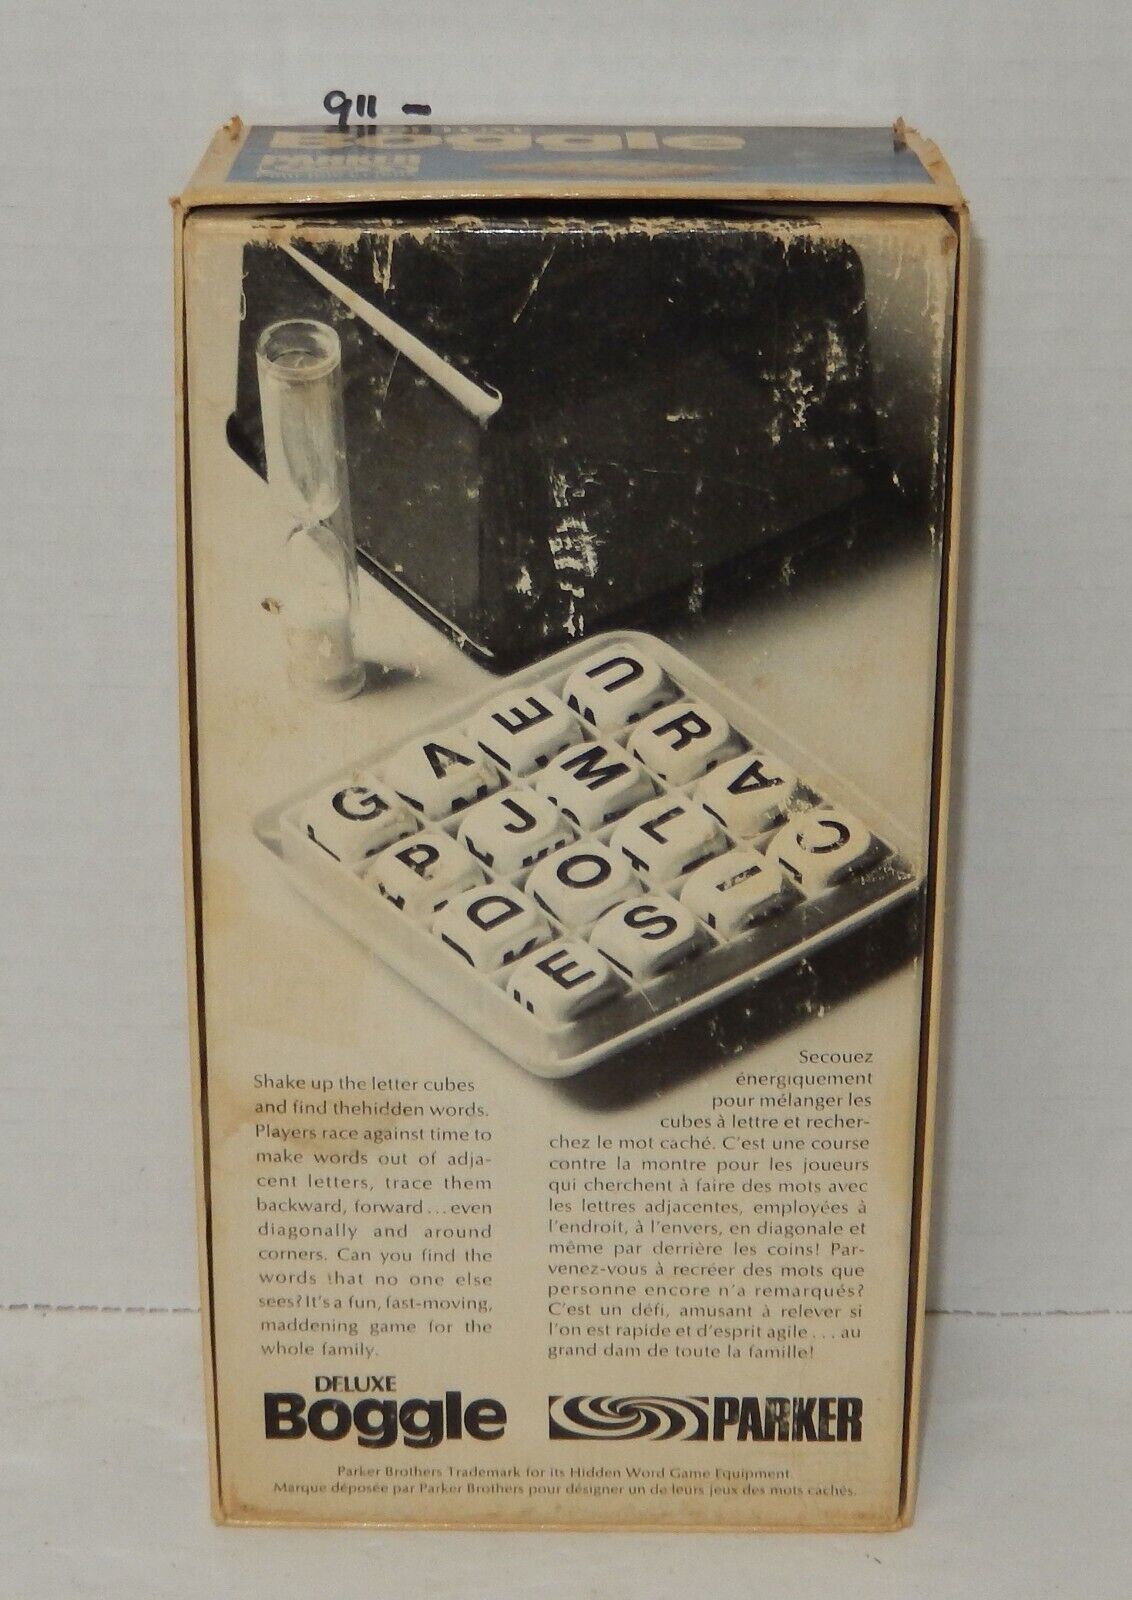 9" -
DELUXE
Boggle
PARKER
U
E R
A M A
G J L C
P O
D S
E
Shake up the letter cubes
and find thehidden words.
Players race against time to
make words out of adja-
cent letters, trace them
backward, forward...even
diagonally and around
corners. Can you find the
words that no one else
sees? It's a fun, fast-moving,
maddening game for the
whole family.
Secouez
énergiquement
pour mélanger les
cubes à lettre et recher-
chez le mot caché. C'est une course
contre la montre pour les joueurs
qui cherchent à faire des mots avec
les lettres adjacentes, employées à
l'endroit, à l'envers, en diagonale et
même par derrière les coins! Par-
venez-vous à recréer des mots que
personne encore n'a remarqués?
C'est un défi, amusant à relever si
l'on est rapide et d'esprit agile...au
grand dam de toute la famille!
DELUXE
Boggle
PARKER
Parker Brothers Trademark for its Hidden Word Game Equipment
Marque déposée par Parker Brothers pour désigner un de leurs jeux des mots cachés.